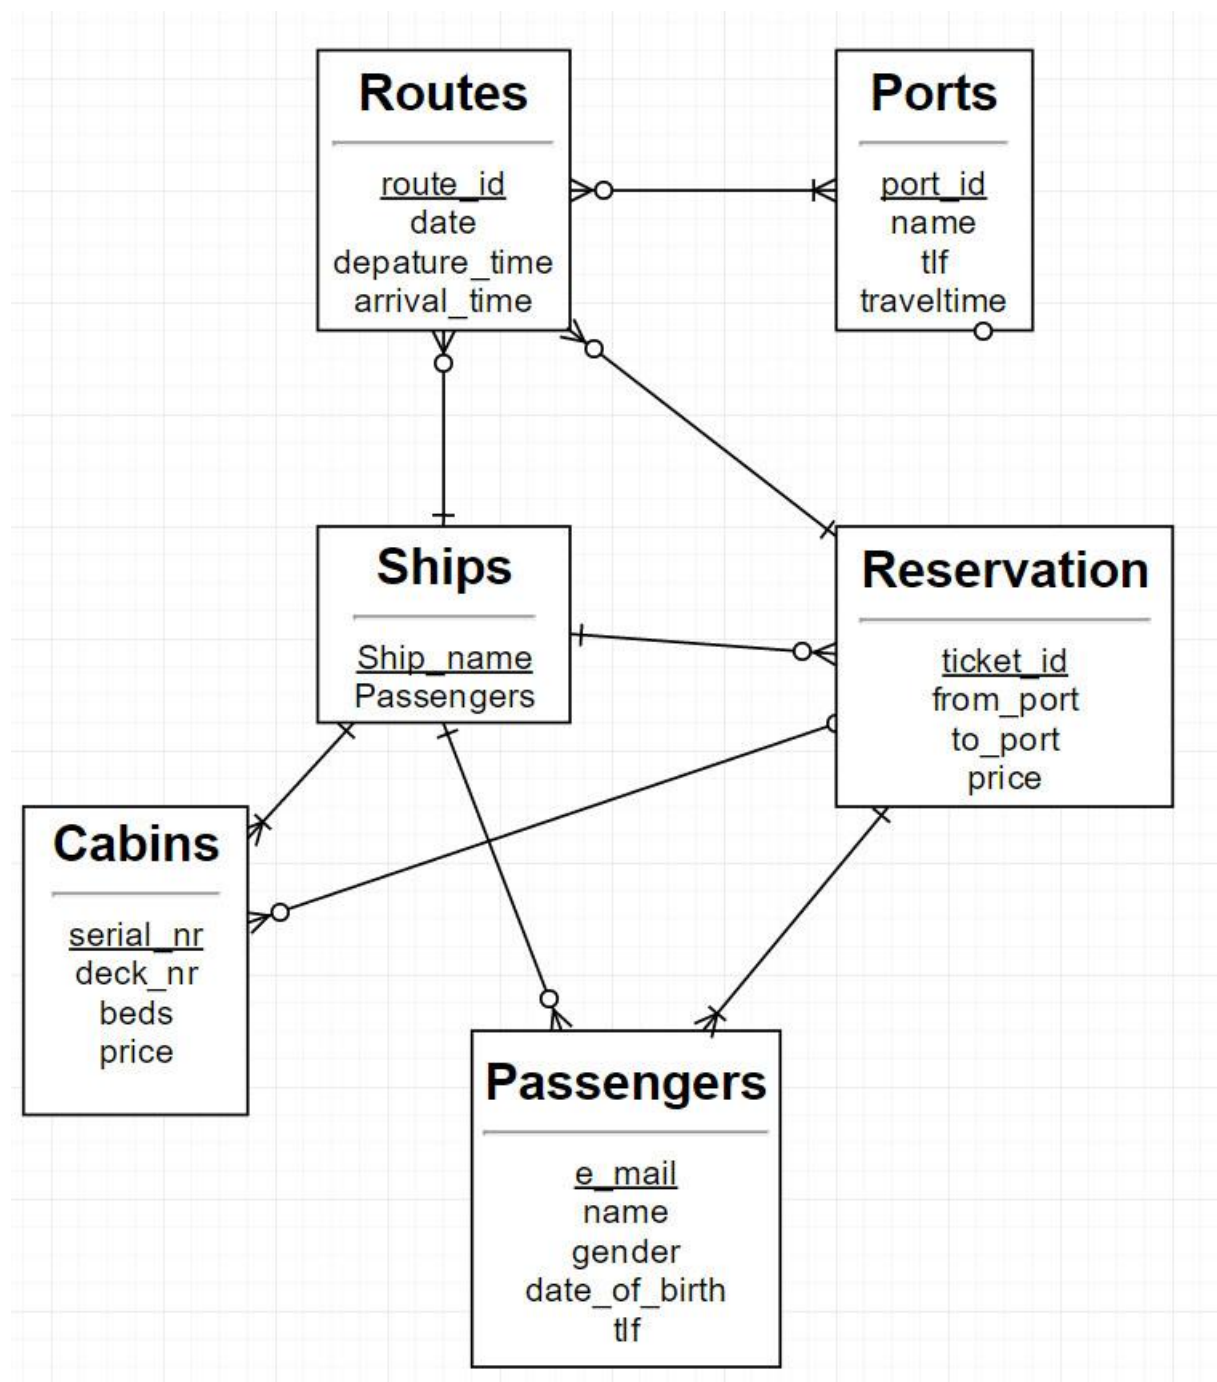 Routes
route_id
date
depature_time
arrival_time
Ports
port_id
name
tlf
traveltime
Ships
Ship_name
Passengers
Reservation
ticket_id
from_port
to_port
price
Cabins
serial_nr
deck_nr
beds
price
Passengers
e_mail
name
gender
date_of_birth
tlf